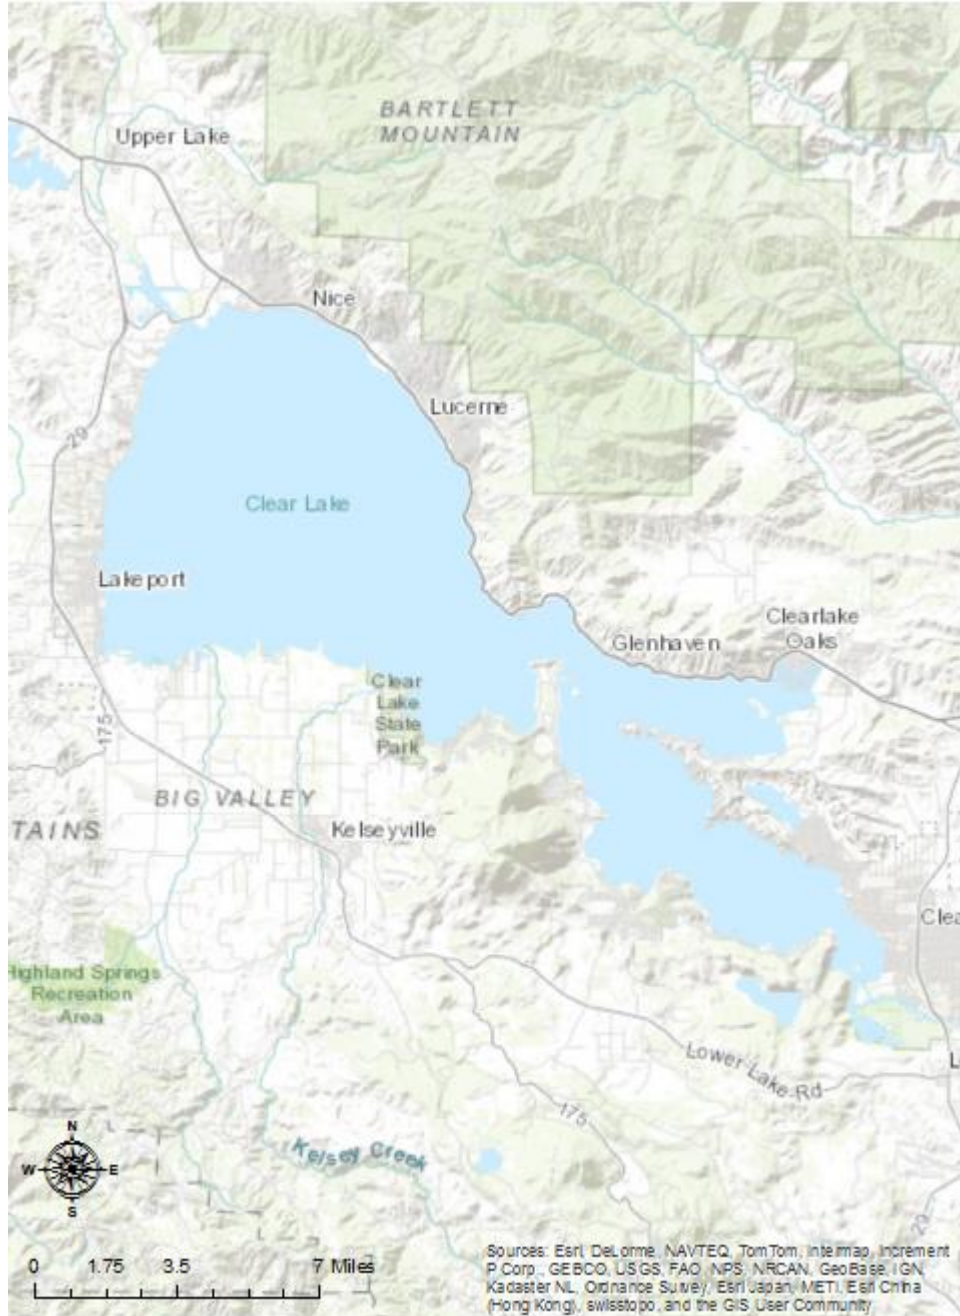 BARTLETT
MOUNTAIN
Upper Lake
Nice
Lucerne
29
Clear Lake
Lakeport
Clearlake
Oaks
Glenhaven
Clear
Lake
State
Park
175
BIG VALLEY
TAINS
Kelseyville
Clea
Highland Springs
Recreation
Area
Lower Lake Rd
L
175
Kelsey Creek
N
W E
S
29
0 1.75 3.5 7 Miles
Sources: Esri, DeLorme, NAVTEQ, TomTom, Intermap, increment
P Corp., GEBCO, USGS, FAO, NPS, NRCAN, GeoBase, IGN,
Kadaster NL, Ordnance Survey, Esri Japan, METI, Esri China
(Hong Kong), swisstopo, and the GIS User Community